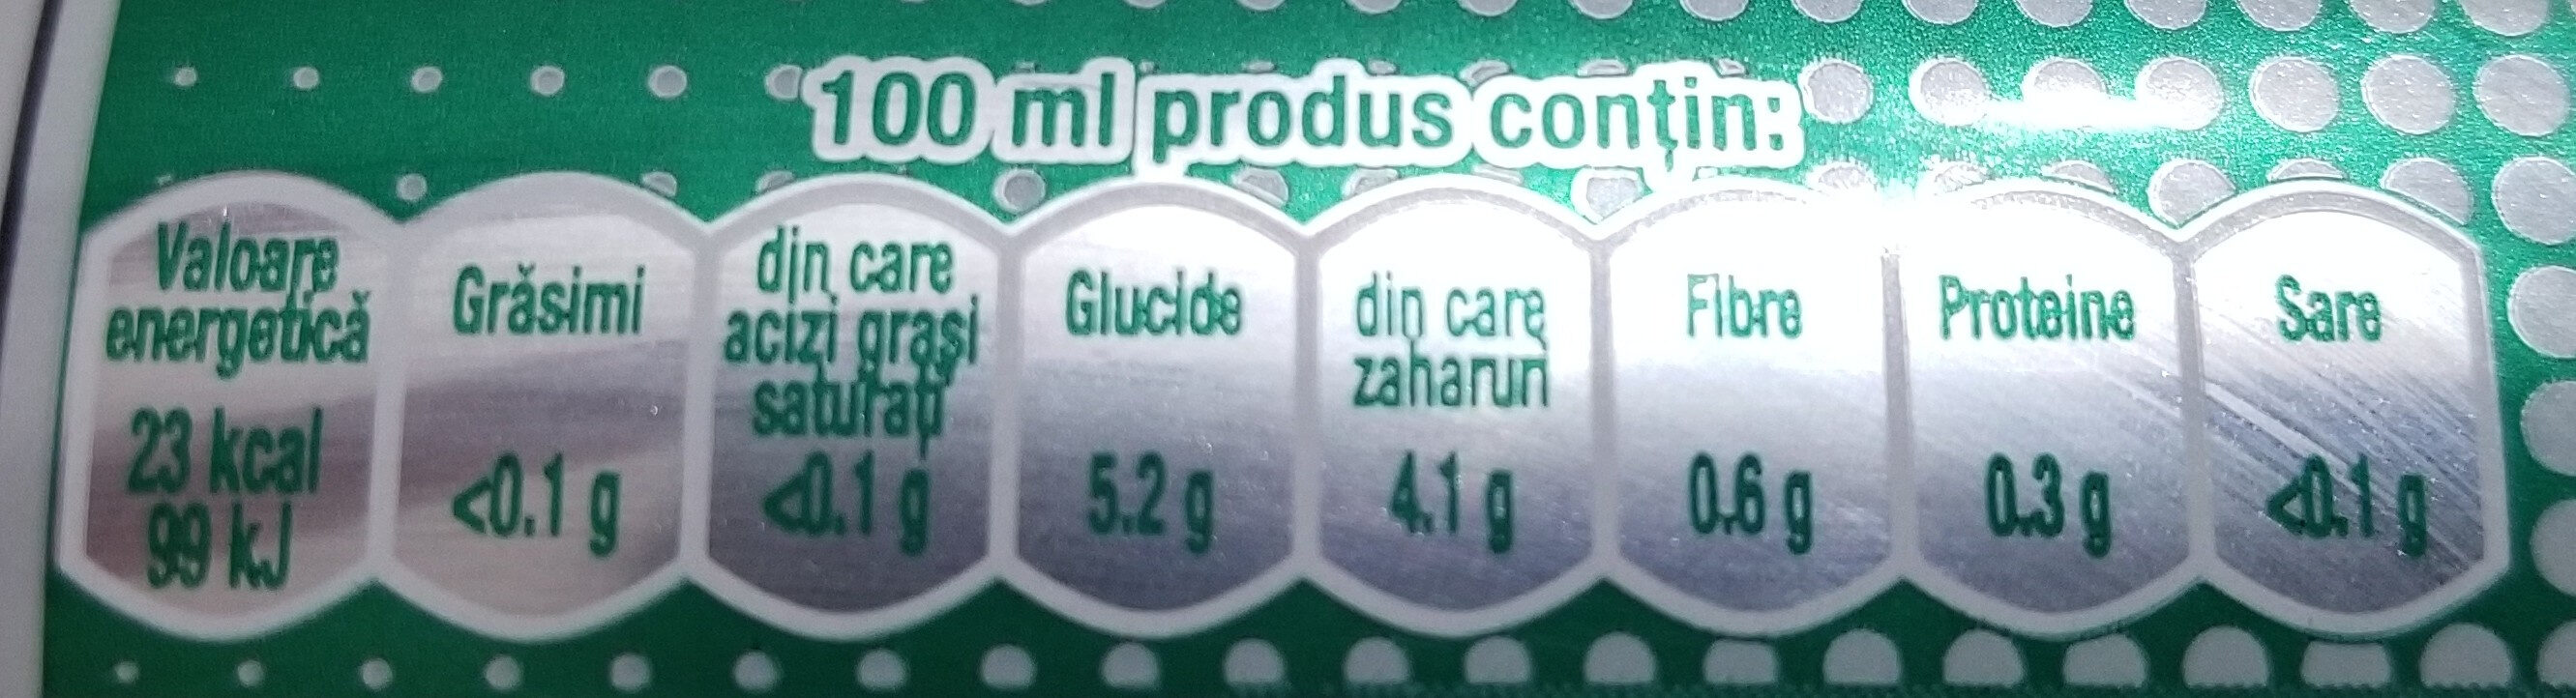 100 ml produs conțin:
Valoare
energetică
23 kcal
99 kJ
Grăsimi
<0.1 g
din care
acizi grași
saturați
<0.1 g
Glucide
5.2 g
din care
zaharuri
4.1 g
Fibre
0.6 g
Proteine
0.3 g
Sare
<0.1 g